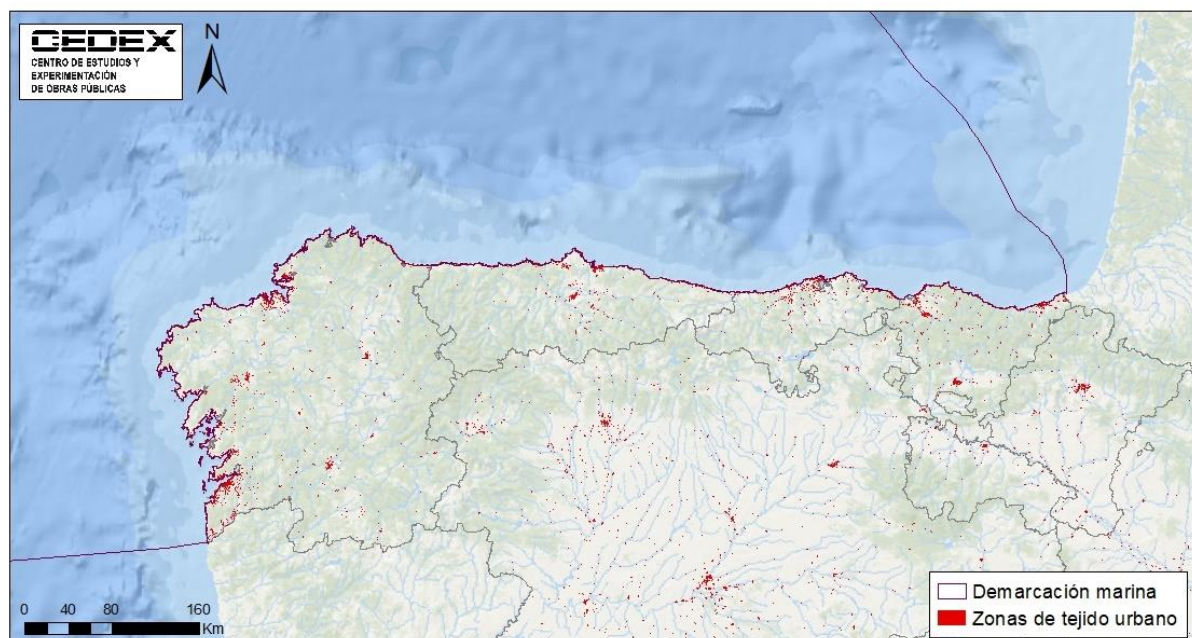 CEDEX
CENTRO DE ESTUDIOS Y
EXPERIMENTACIÓN
DE OBRAS PÚBLICAS
N
Demarcación marina
Zonas de tejido urbano
0 40 80 160
Km